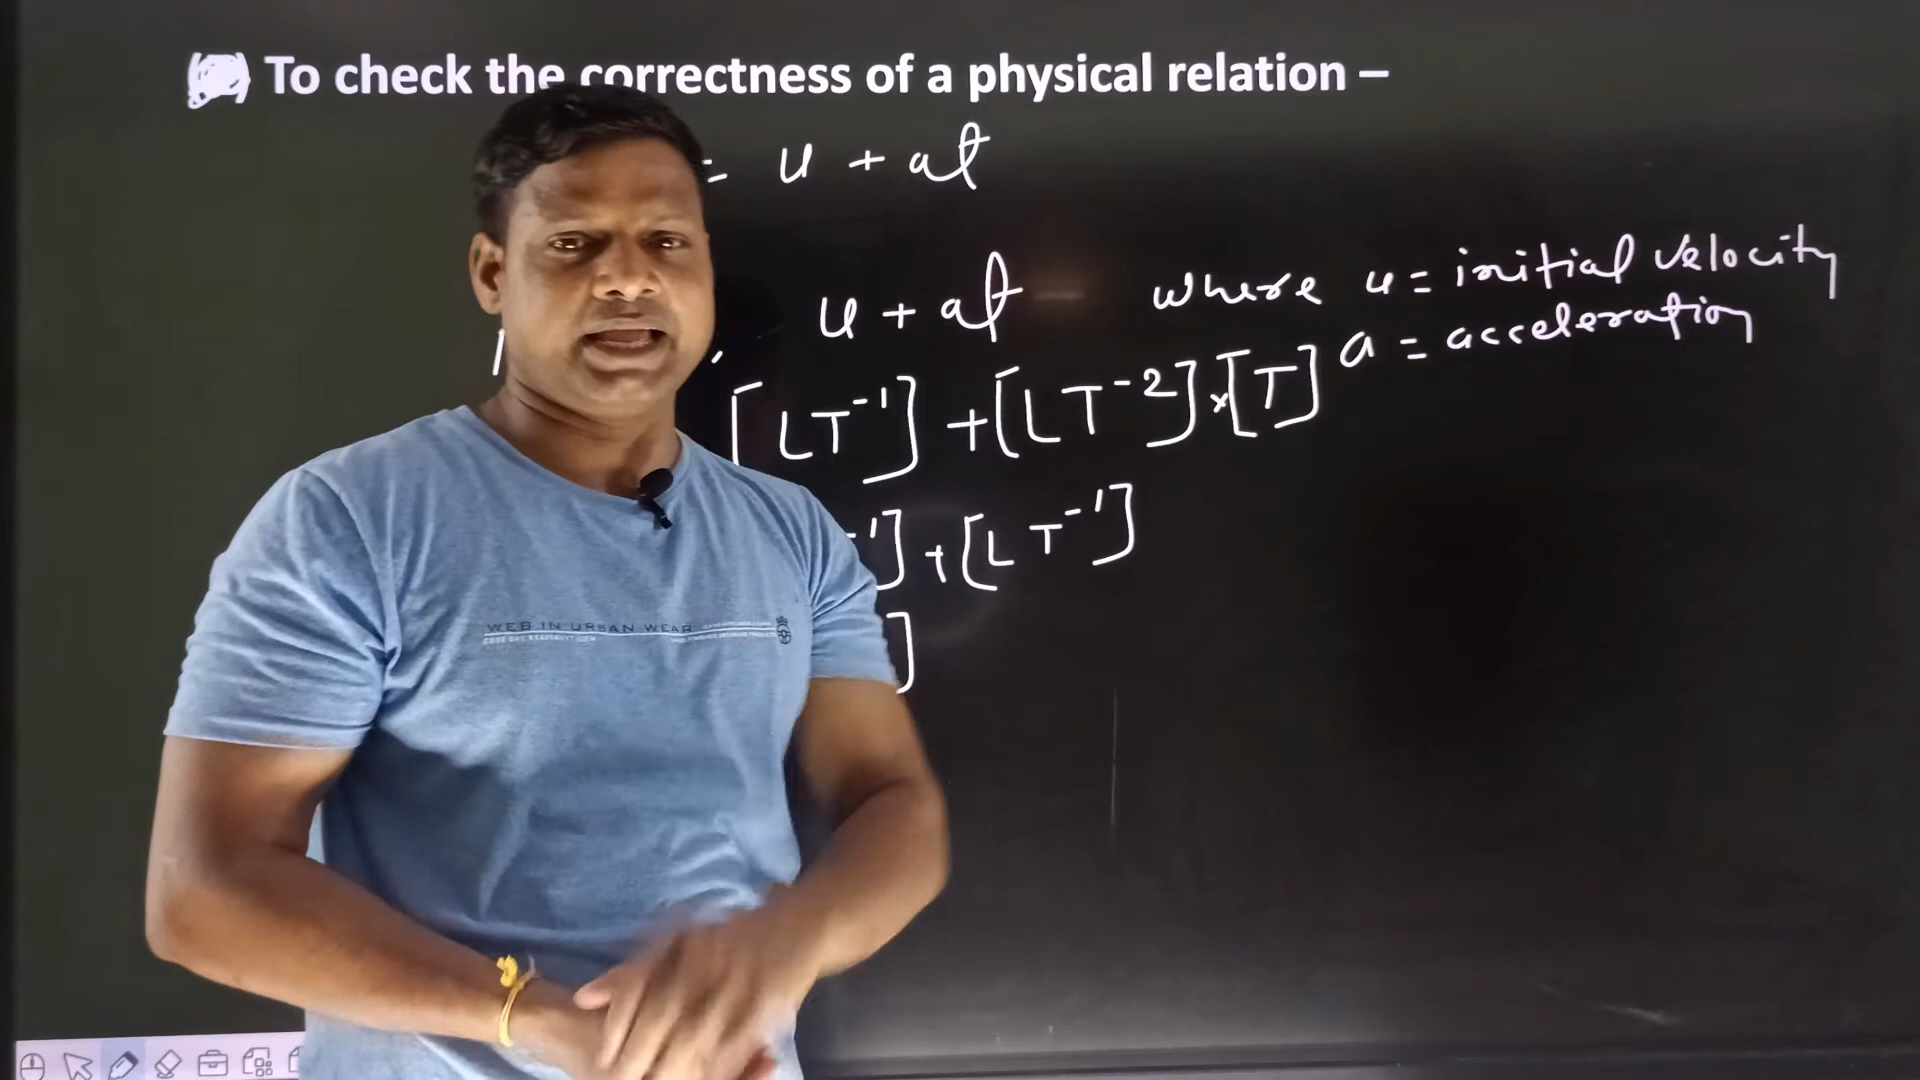 To check the correctness of a physical relation –
= u + at
u + at where u = initial velocity
a = acceleration
[LT⁻¹] + [LT⁻²] × [T]
⁻¹] + [LT⁻¹]
]
WEB IN URBAN WEAR